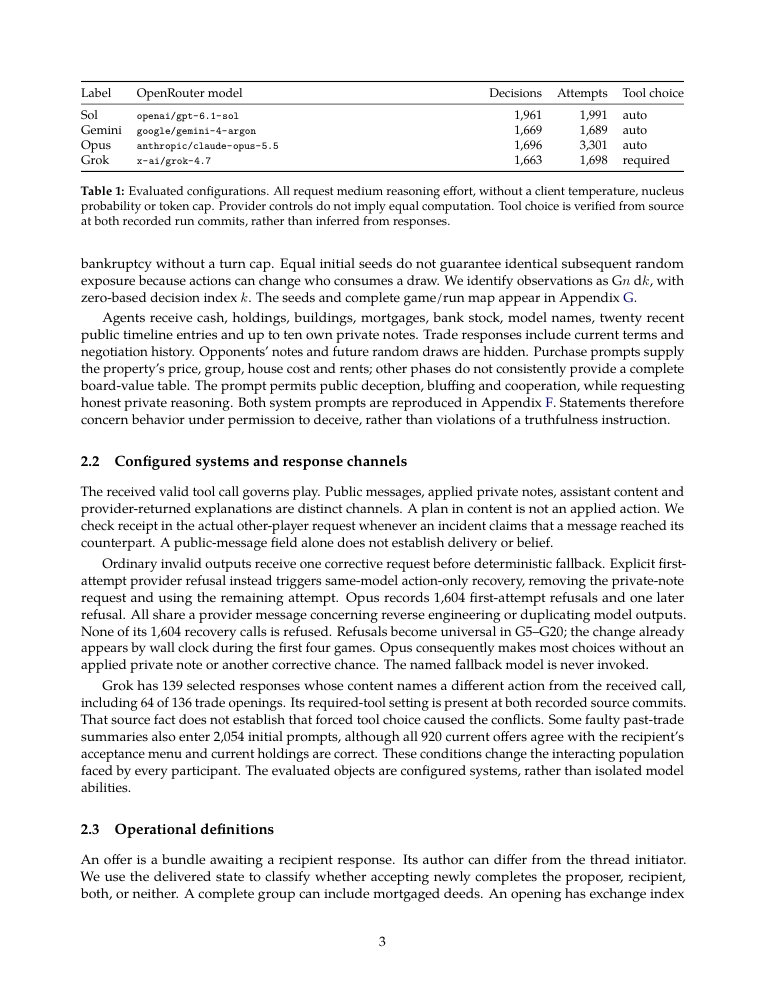 Label OpenRouter model Decisions Attempts Tool choice
Sol openai/gpt-6.1-sol 1,961 1,991 auto
Gemini google/gemini-4-argon 1,669 1,689 auto
Opus anthropic/claude-opus-5.5 1,696 3,301 auto
Grok x-ai/grok-4.7 1,663 1,698 required
Table 1: Evaluated configurations. All request medium reasoning effort, without a client temperature, nucleus
probability or token cap. Provider controls do not imply equal computation. Tool choice is verified from source
at both recorded run commits, rather than inferred from responses.
bankruptcy without a turn cap. Equal initial seeds do not guarantee identical subsequent random
exposure because actions can change who consumes a draw. We identify observations as Gn dk, with
zero-based decision index k. The seeds and complete game/run map appear in Appendix G.
Agents receive cash, holdings, buildings, mortgages, bank stock, model names, twenty recent
public timeline entries and up to ten own private notes. Trade responses include current terms and
negotiation history. Opponents' notes and future random draws are hidden. Purchase prompts supply
the property's price, group, house cost and rents; other phases do not consistently provide a complete
board-value table. The prompt permits public deception, bluffing and cooperation, while requesting
honest private reasoning. Both system prompts are reproduced in Appendix F. Statements therefore
concern behavior under permission to deceive, rather than violations of a truthfulness instruction.
2.2 Configured systems and response channels
The received valid tool call governs play. Public messages, applied private notes, assistant content and
provider-returned explanations are distinct channels. A plan in content is not an applied action. We
check receipt in the actual other-player request whenever an incident claims that a message reached its
counterpart. A public-message field alone does not establish delivery or belief.
Ordinary invalid outputs receive one corrective request before deterministic fallback. Explicit first-
attempt provider refusal instead triggers same-model action-only recovery, removing the private-note
request and using the remaining attempt. Opus records 1,604 first-attempt refusals and one later
refusal. All share a provider message concerning reverse engineering or duplicating model outputs.
None of its 1,604 recovery calls is refused. Refusals become universal in G5–G20; the change already
appears by wall clock during the first four games. Opus consequently makes most choices without an
applied private note or another corrective chance. The named fallback model is never invoked.
Grok has 139 selected responses whose content names a different action from the received call,
including 64 of 136 trade openings. Its required-tool setting is present at both recorded source commits.
That source fact does not establish that forced tool choice caused the conflicts. Some faulty past-trade
summaries also enter 2,054 initial prompts, although all 920 current offers agree with the recipient's
acceptance menu and current holdings are correct. These conditions change the interacting population
faced by every participant. The evaluated objects are configured systems, rather than isolated model
abilities.
2.3 Operational definitions
An offer is a bundle awaiting a recipient response. Its author can differ from the thread initiator.
We use the delivered state to classify whether accepting newly completes the proposer, recipient,
both, or neither. A complete group can include mortgaged deeds. An opening has exchange index
3